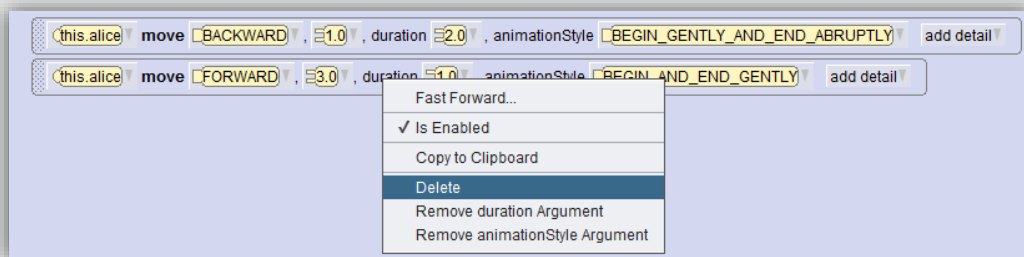 this.alice move BACKWARD , 1.0 , duration 2.0 , animationStyle BEGIN_GENTLY_AND_END_ABRUPTLY add detail
this.alice move FORWARD , 3.0 , duration 1.0 , animationStyle BEGIN_AND_END_GENTLY add detail
Fast Forward...
✓ Is Enabled
Copy to Clipboard
Delete
Remove duration Argument
Remove animationStyle Argument